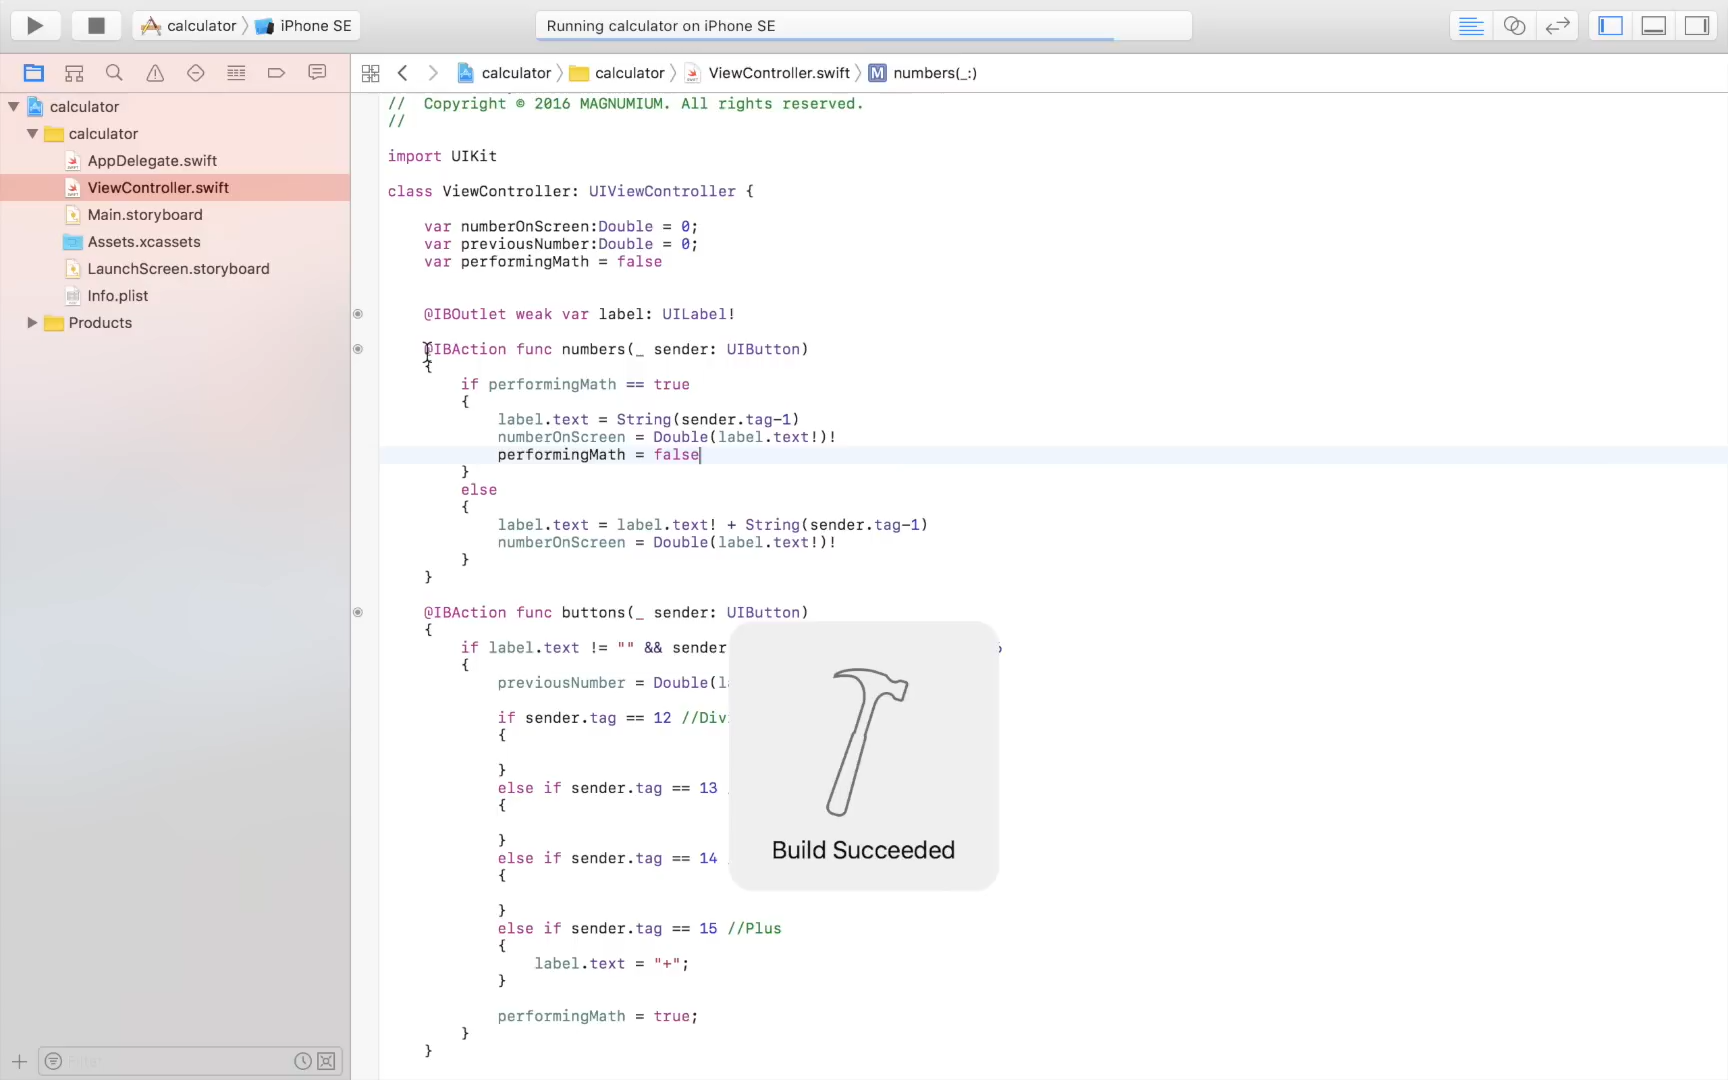 calculator iPhone SE Running calculator on iPhone SE
calculator calculator ViewController.swift M numbers(_:)
calculator
calculator
AppDelegate.swift
ViewController.swift
Main.storyboard
Assets.xcassets
LaunchScreen.storyboard
Info.plist
Products
Filter
// Copyright © 2016 MAGNUMIUM. All rights reserved.
//
import UIKit
class ViewController: UIViewController {
var numberOnScreen:Double = 0;
var previousNumber:Double = 0;
var performingMath = false
@IBOutlet weak var label: UILabel!
@IBAction func numbers(_ sender: UIButton)
{
if performingMath == true
{
label.text = String(sender.tag-1)
numberOnScreen = Double(label.text!)!
performingMath = false
}
else
{
label.text = label.text! + String(sender.tag-1)
numberOnScreen = Double(label.text!)!
}
}
@IBAction func buttons(_ sender: UIButton)
{
if label.text != "" && sender
{
previousNumber = Double(
if sender.tag == 12 //Div
{
}
else if sender.tag == 13
{
}
else if sender.tag == 14
{
}
else if sender.tag == 15 //Plus
{
label.text = "+";
}
performingMath = true;
}
}
Build Succeeded